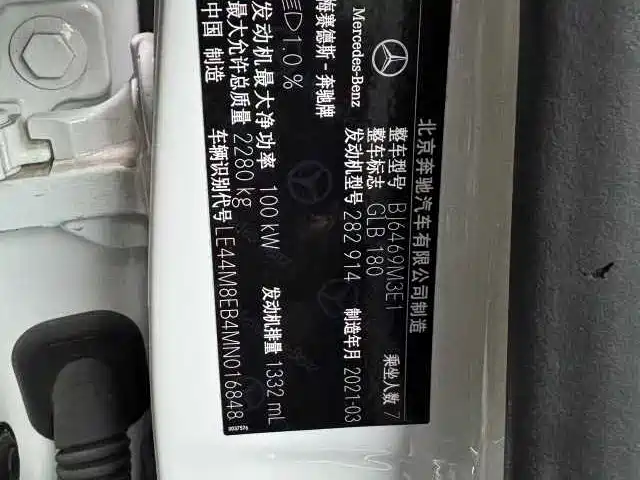 北京奔驰汽车有限公司制造
整车型号 BJ6469M3E1 乘坐人数 7
整车标志 GLB 180
发动机型号 282 914 制造年月 2021-03
Mercedes-Benz
梅赛德斯-奔驰牌
D1.0%
发动机最大净功率 100 kW 发动机排量 1332 mL
最大允许总质量 2280 kg
中国 制造 车辆识别代号 LE44M8EB4MN016848